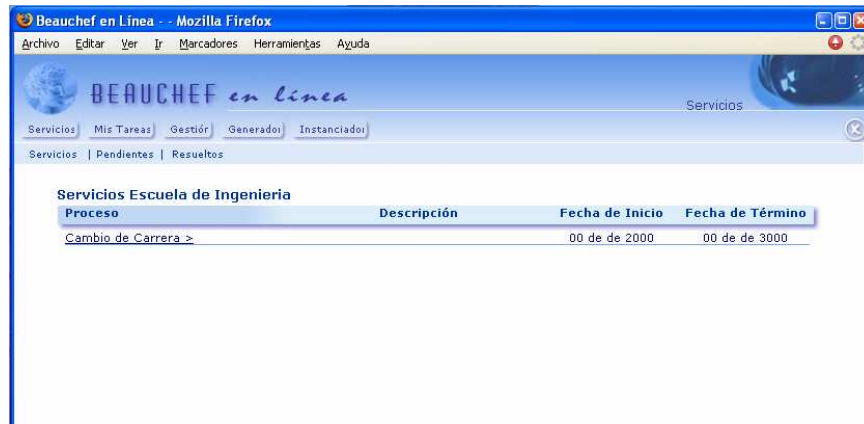 Beauchef en Línea - - Mozilla Firefox
Archivo Editar Ver Ir Marcadores Herramientas Ayuda
BEAUCHEF en línea
Servicios
Servicios Mis Tareas Gestión Generador Instanciador
Servicios | Pendientes | Resueltos
Servicios Escuela de Ingenieria
Proceso Descripción Fecha de Inicio Fecha de Término
Cambio de Carrera > 00 de de 2000 00 de de 3000